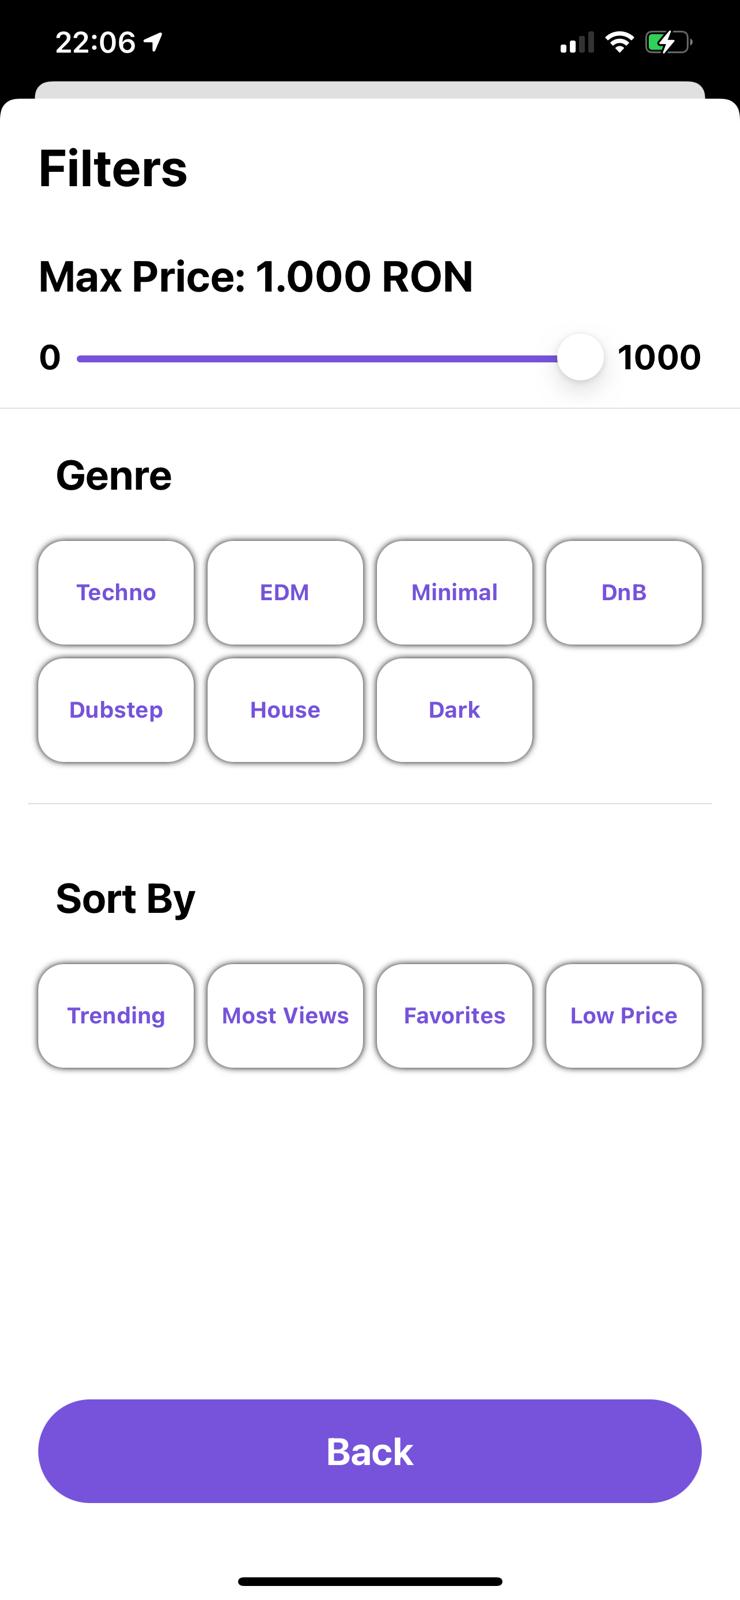 22:06
Filters
Max Price: 1.000 RON
0 1000
Genre
Techno EDM Minimal DnB
Dubstep House Dark
Sort By
Trending Most Views Favorites Low Price
Back